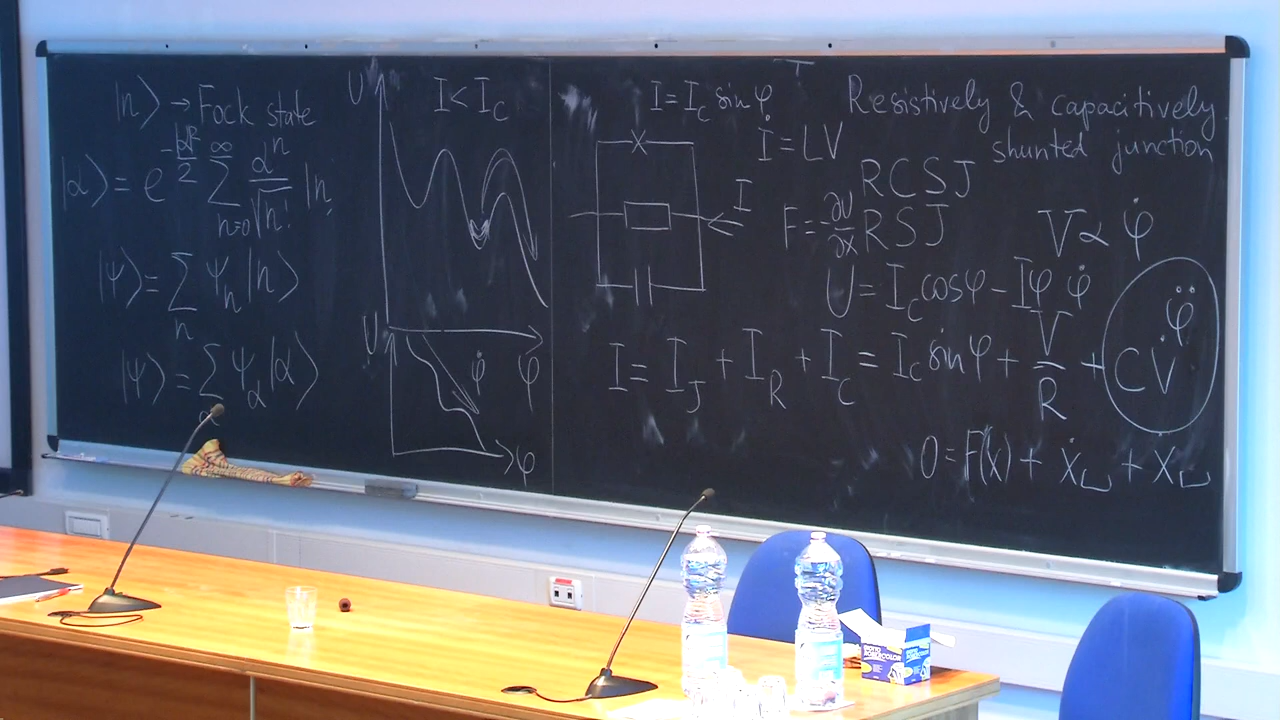 |n⟩ → Fock state
|α⟩ = e^{-|α|²/2} ∑_{n=0}^{∞} α^n/√n! |n⟩
|ψ⟩ = ∑_n ψ_n |n⟩
|ψ⟩ = ∑_α ψ_α |α⟩
U
I < I_C
φ
U
φ̇
φ
I = I_C sin φ
İ = LV
I
Resistively & capacitively
shunted junction
RCSJ
F = -∂U/∂x
RSJ
V ∝ φ̇
U = I_C cos φ - Iφ
φ̇
φ̈
I = I_J + I_R + I_C = I_C sin φ + V/R + CV̇
0 = F(x) + ẋ + ẍ